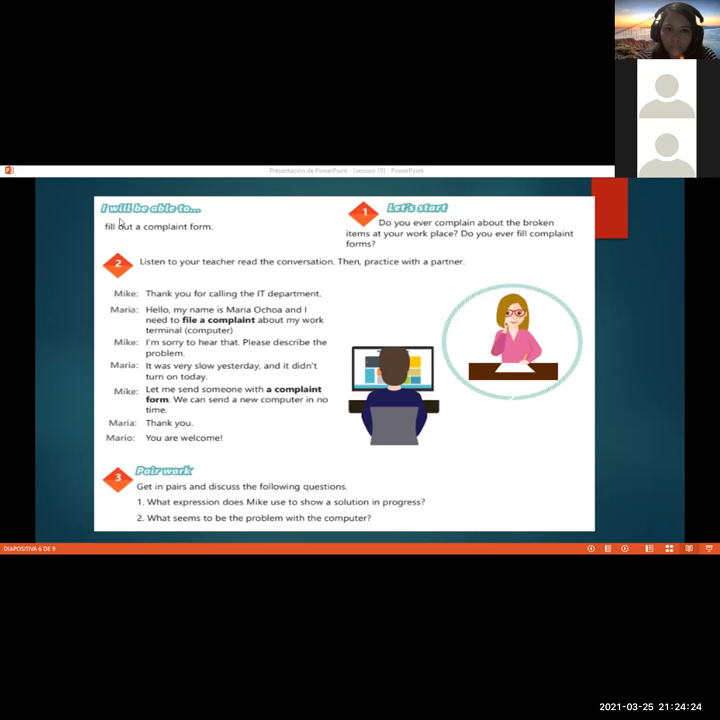 Presentación de PowerPoint - [session 19] - PowerPoint
I will be able to...
fill out a complaint form.
1
Let's start
Do you ever complain about the broken
items at your work place? Do you ever fill complaint
forms?
2
Listen to your teacher read the conversation. Then, practice with a partner.
Mike: Thank you for calling the IT department.
Maria: Hello, my name is Maria Ochoa and I
need to file a complaint about my work
terminal (computer)
Mike: I'm sorry to hear that. Please describe the
problem.
Maria: It was very slow yesterday, and it didn't
turn on today.
Mike: Let me send someone with a complaint
form. We can send a new computer in no
time.
Maria: Thank you.
Mario: You are welcome!
3
Pair work
Get in pairs and discuss the following questions.
1. What expression does Mike use to show a solution in progress?
2. What seems to be the problem with the computer?
DIAPOSITIVA 6 DE 9
2021-03-25 21:24:24